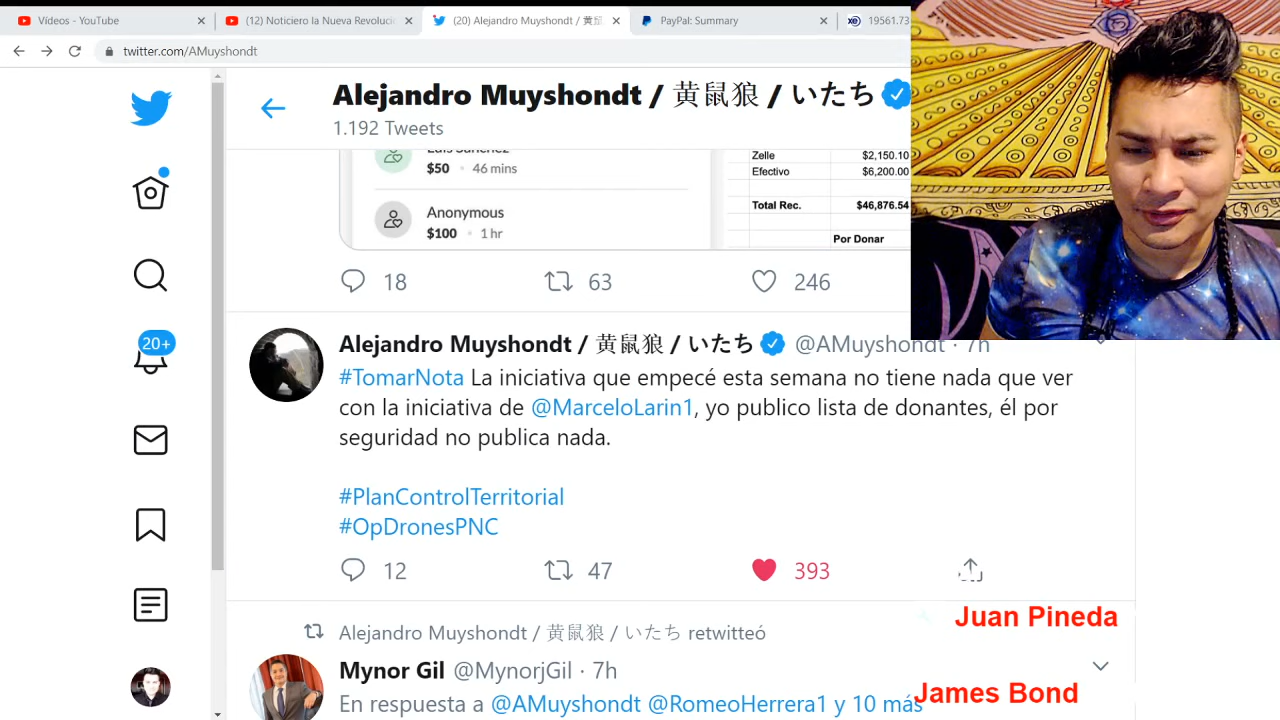 Vídeos - YouTube
(12) Noticiero la Nueva Revoluci
(20) Alejandro Muyshondt / 黄鼠
PayPal: Summary
19561.73
twitter.com/AMuyshondt
Alejandro Muyshondt / 黄鼠狼 / いたち
1.192 Tweets
Luis Sanchez
$50 • 46 mins
Anonymous
$100 • 1 hr
Zelle $2,150.10
Efectivo $6,200.00
Total Rec. $46,876.54
Por Donar
18 63 246
20+
Alejandro Muyshondt / 黄鼠狼 / いたち @AMuyshondt · 7h
#TomarNota La iniciativa que empecé esta semana no tiene nada que ver
con la iniciativa de @MarceloLarin1, yo publico lista de donantes, él por
seguridad no publica nada.
#PlanControlTerritorial
#OpDronesPNC
12 47 393
Juan Pineda
Alejandro Muyshondt / 黄鼠狼 / いたち retwitteó
Mynor Gil @MynorjGil · 7h
James Bond
En respuesta a @AMuyshondt @RomeoHerrera1 y 10 más